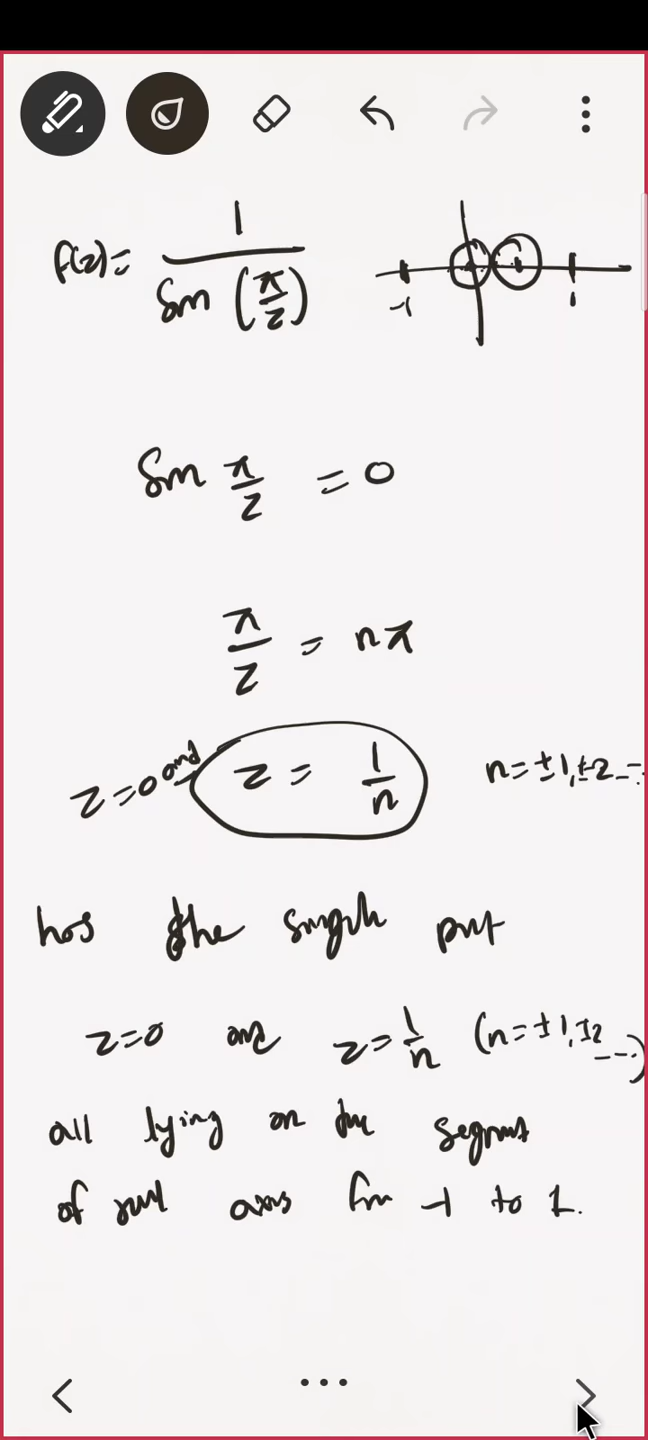 f(z) = 1 / sin (π/z)
-1 1
sin π/z = 0
π/z = nπ
z=0 and z = 1/n n=±1,±2---
has the singular point
z=0 and z=1/n (n=±1,±2---)
all lying on the segment
of real axis from -1 to 1.